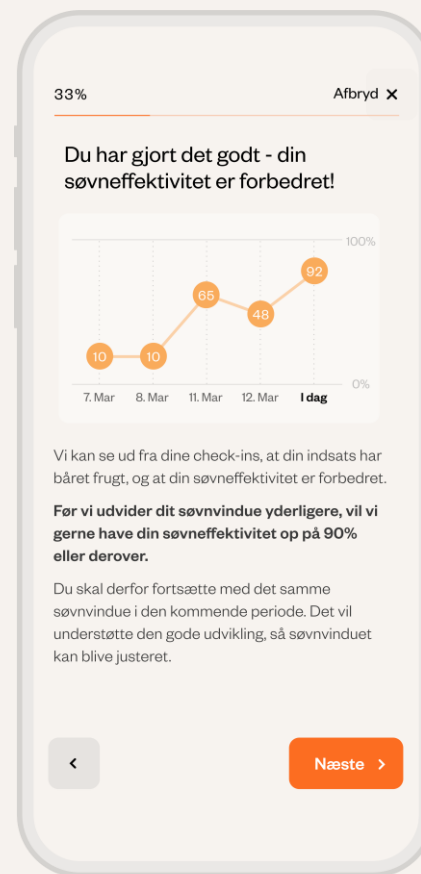 33%
Afbryd ×
Du har gjort det godt - din
søvneffektivitet er forbedret!
100%
92
65
48
10
10
0%
7. Mar
8. Mar
11. Mar
12. Mar
I dag
Vi kan se ud fra dine check-ins, at din indsats har
båret frugt, og at din søvneffektivitet er forbedret.
Før vi udvider dit søvnvindue yderligere, vil vi
gerne have din søvneffektivitet op på 90%
eller derover.
Du skal derfor fortsætte med det samme
søvnvindue i den kommende periode. Det vil
understøtte den gode udvikling, så søvnvinduet
kan blive justeret.
Næste